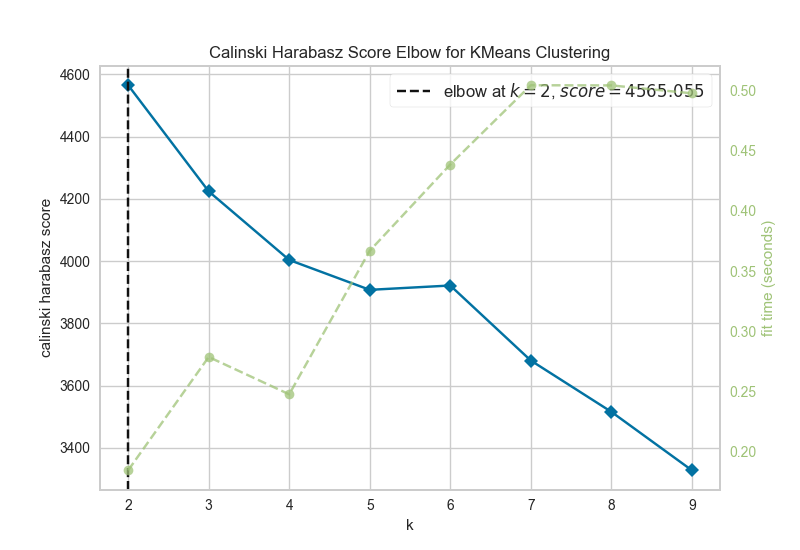 Calinski Harabasz Score Elbow for KMeans Clustering
elbow at k = 2, score = 4565.055
calinski harabasz score
4600
4400
4200
4000
3800
3600
3400
0.50
0.45
0.40
0.35
0.30
0.25
0.20
fit time (seconds)
2 3 4 5 6 7 8 9
k